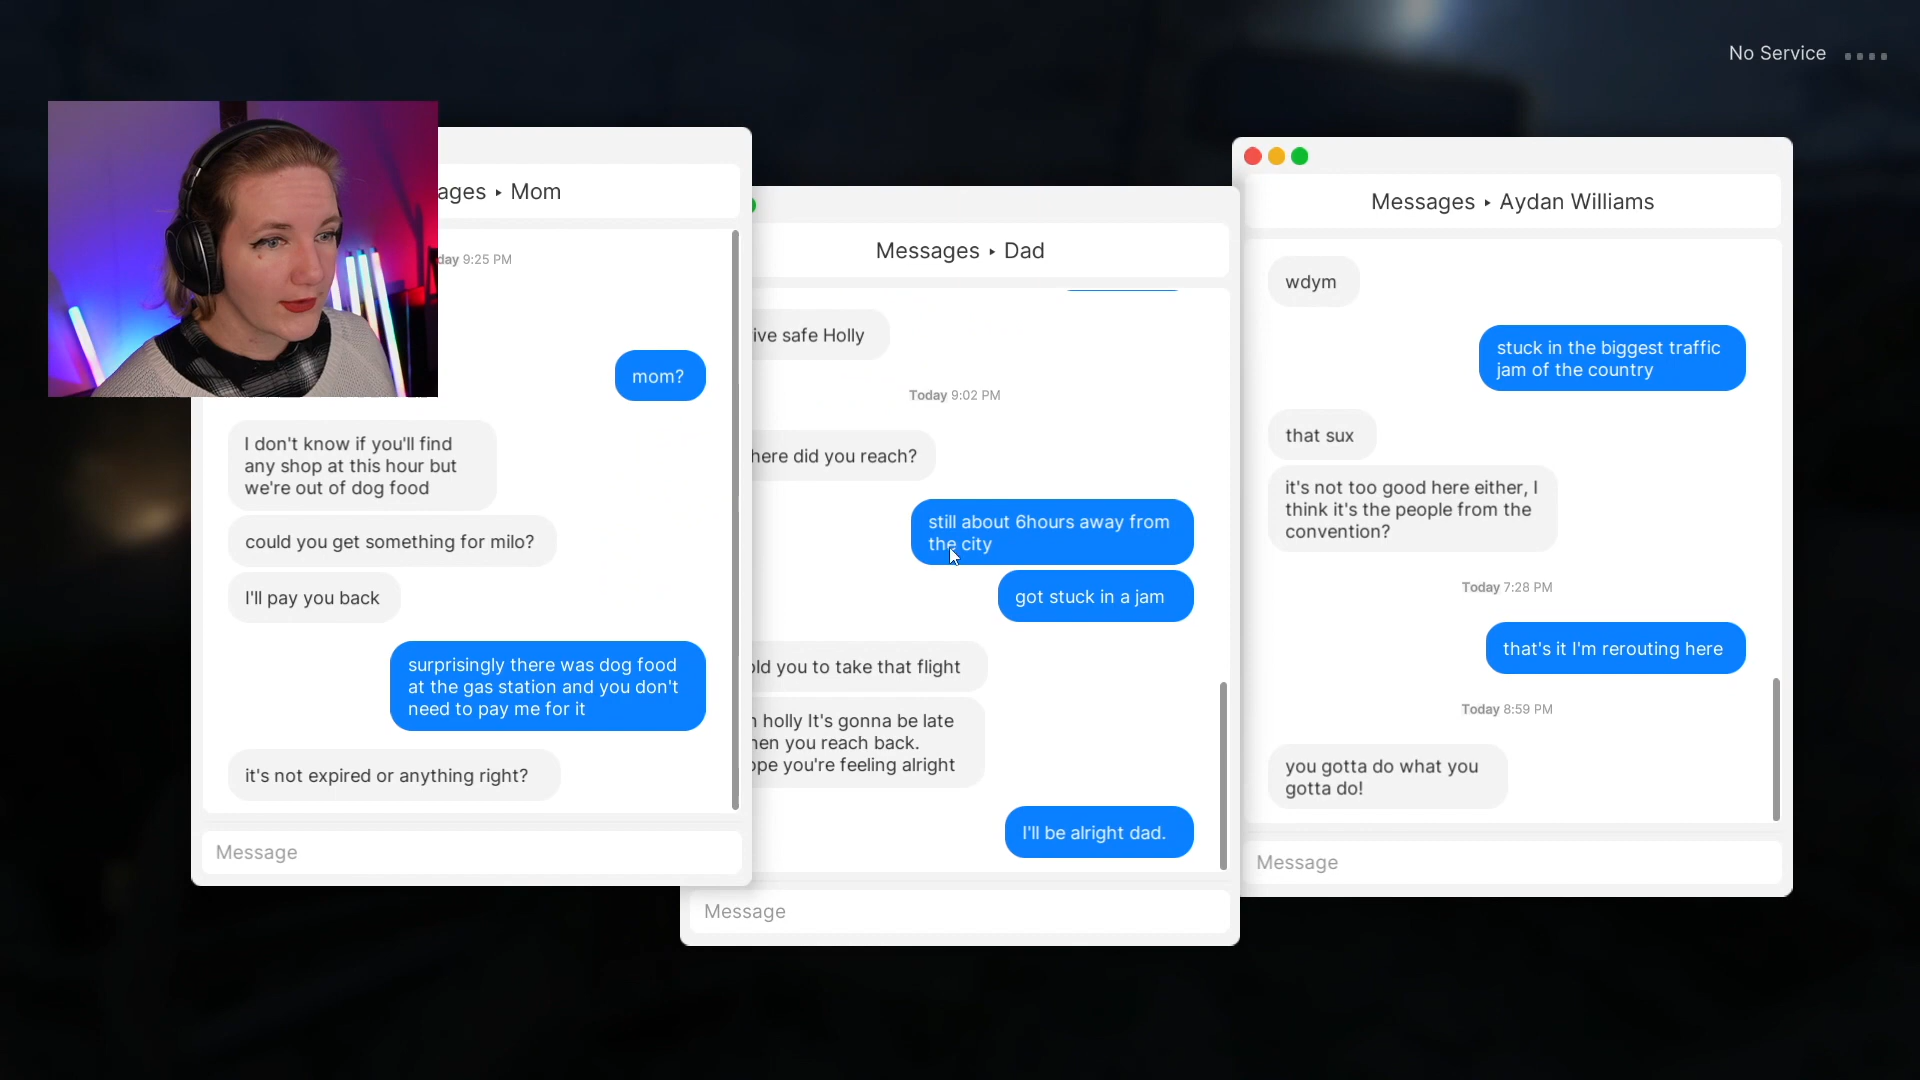 No Service
ages ▸ Mom
day 9:25 PM
mom?
I don't know if you'll find
any shop at this hour but
we're out of dog food
could you get something for milo?
I'll pay you back
surprisingly there was dog food
at the gas station and you don't
need to pay me for it
it's not expired or anything right?
Message
Messages ▸ Dad
ive safe Holly
Today 9:02 PM
here did you reach?
still about 6hours away from
the city
got stuck in a jam
old you to take that flight
h holly It's gonna be late
hen you reach back.
ope you're feeling alright
I'll be alright dad.
Message
Messages ▸ Aydan Williams
wdym
stuck in the biggest traffic
jam of the country
that sux
it's not too good here either, I
think it's the people from the
convention?
Today 7:28 PM
that's it I'm rerouting here
Today 8:59 PM
you gotta do what you
gotta do!
Message